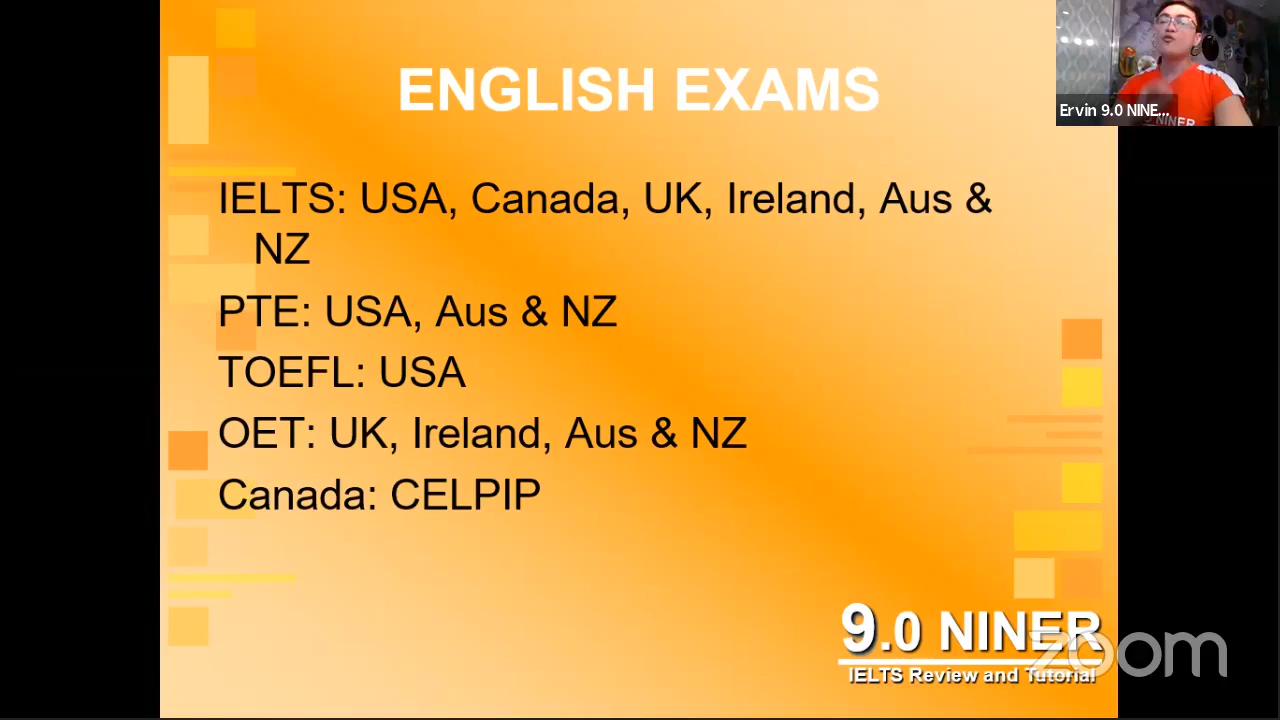 ENGLISH EXAMS
Ervin 9.0 NINE...
NINER
IELTS: USA, Canada, UK, Ireland, Aus &
NZ
PTE: USA, Aus & NZ
TOEFL: USA
OET: UK, Ireland, Aus & NZ
Canada: CELPIP
9.0 NINER
zoom
IELTS Review and Tutorial